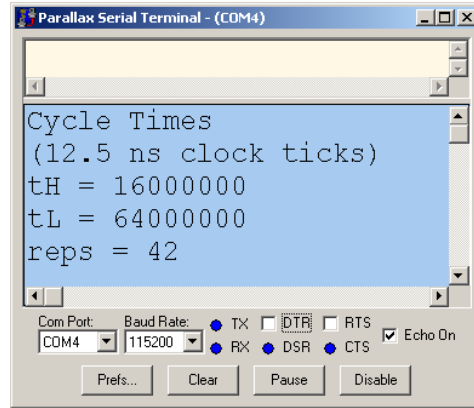 Parallax Serial Terminal - (COM4)
Cycle Times
(12.5 ns clock ticks)
tH = 16000000
tL = 64000000
reps = 42
Com Port: Baud Rate: TX DTR RTS
COM4 115200 RX DSR CTS Echo On
Prefs... Clear Pause Disable